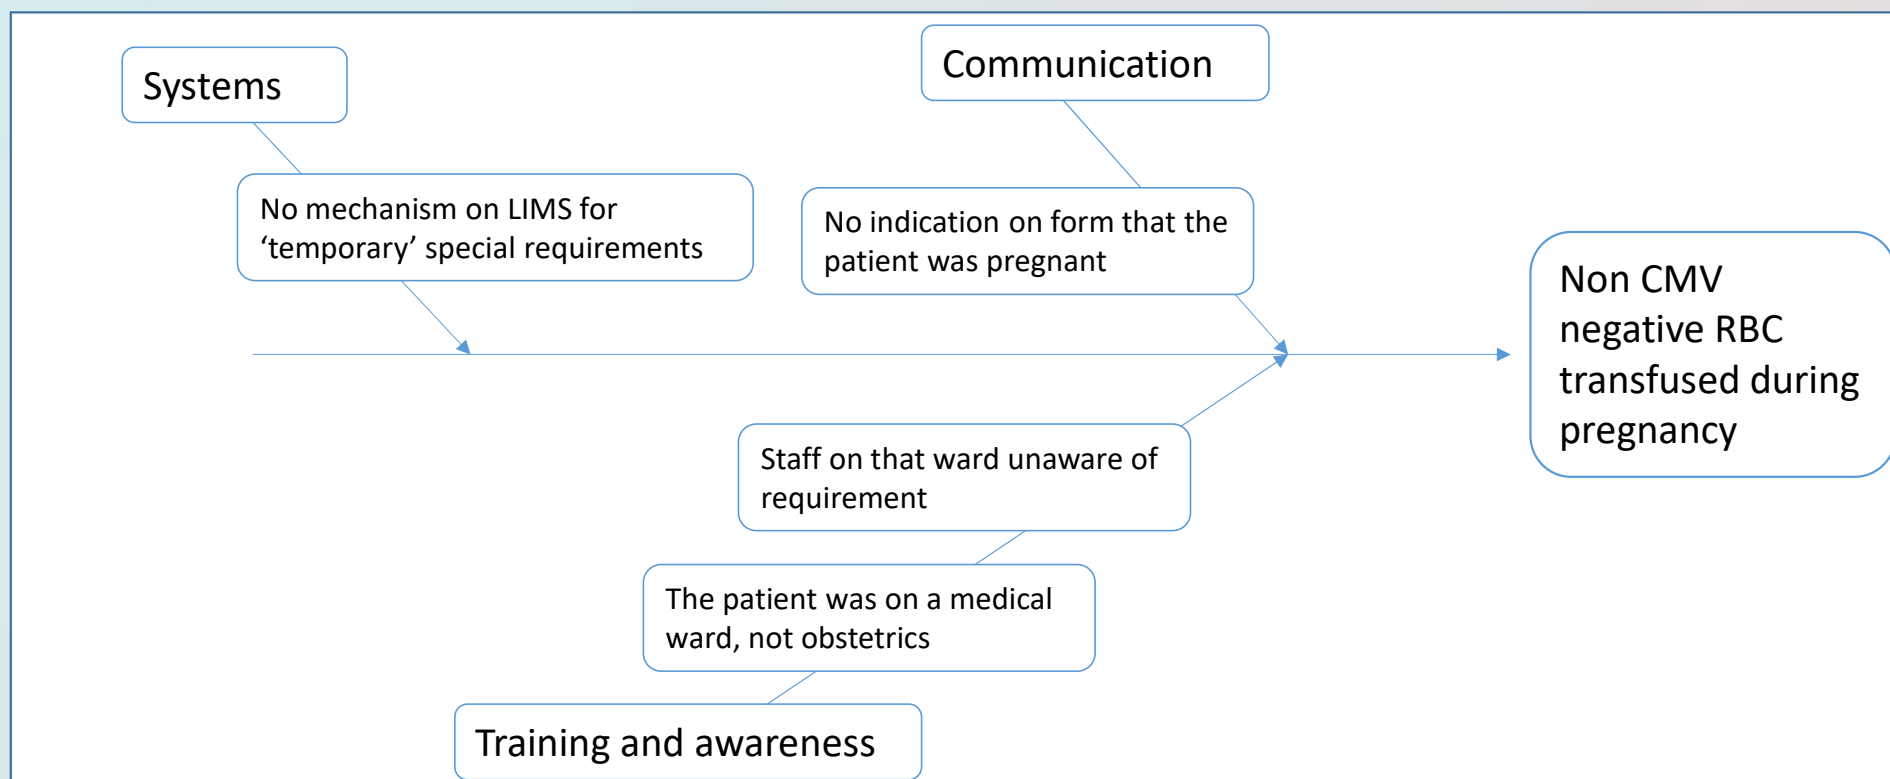 Systems
No mechanism on LIMS for
‘temporary’ special requirements
Communication
No indication on form that the
patient was pregnant
Non CMV
negative RBC
transfused during
pregnancy
Staff on that ward unaware of
requirement
The patient was on a medical
ward, not obstetrics
Training and awareness